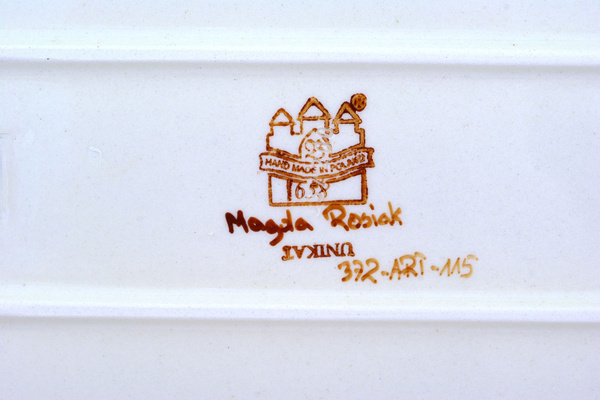 ®
HAND MADE IN POLAND
Magda Rosiak
UNIKAT
372-ART-115